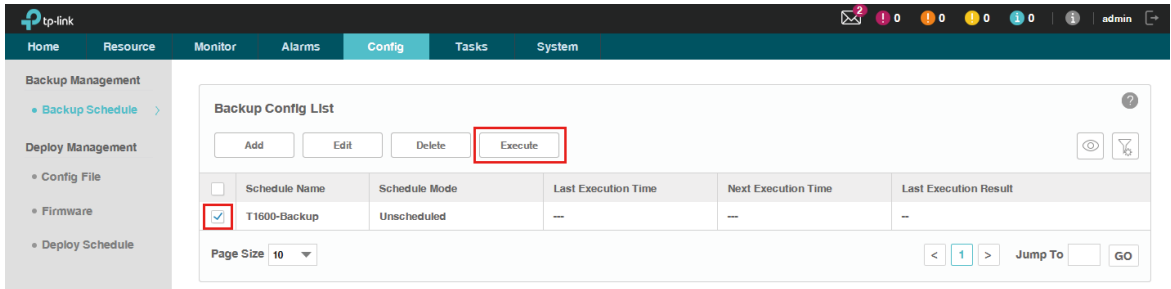 tp-link
2 0 0 0 0 admin
Home Resource Monitor Alarms Config Tasks System
Backup Management
Backup Schedule
Deploy Management
Config File
Firmware
Deploy Schedule
Backup Config List
Add Edit Delete Execute
Schedule Name Schedule Mode Last Execution Time Next Execution Time Last Execution Result
T1600-Backup Unscheduled --- --- --
Page Size 10 < 1 > Jump To GO